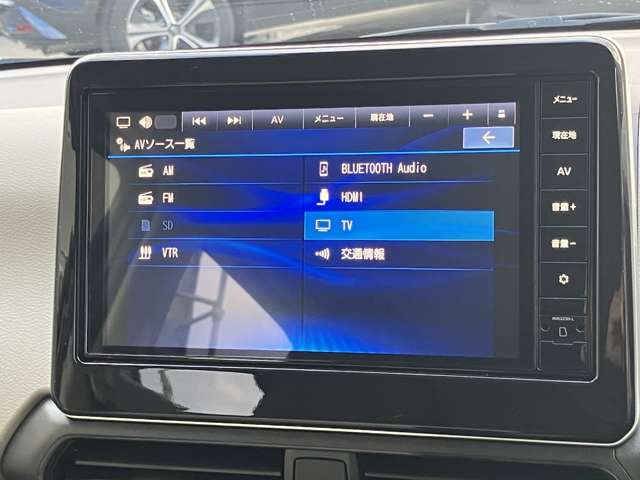 AV メニュー 現在地 − +
AVソース一覧
AM
FM
SD
VTR
BLUETOOTH Audio
HDMI
TV
交通情報
メニュー
現在地
AV
音量+
音量−